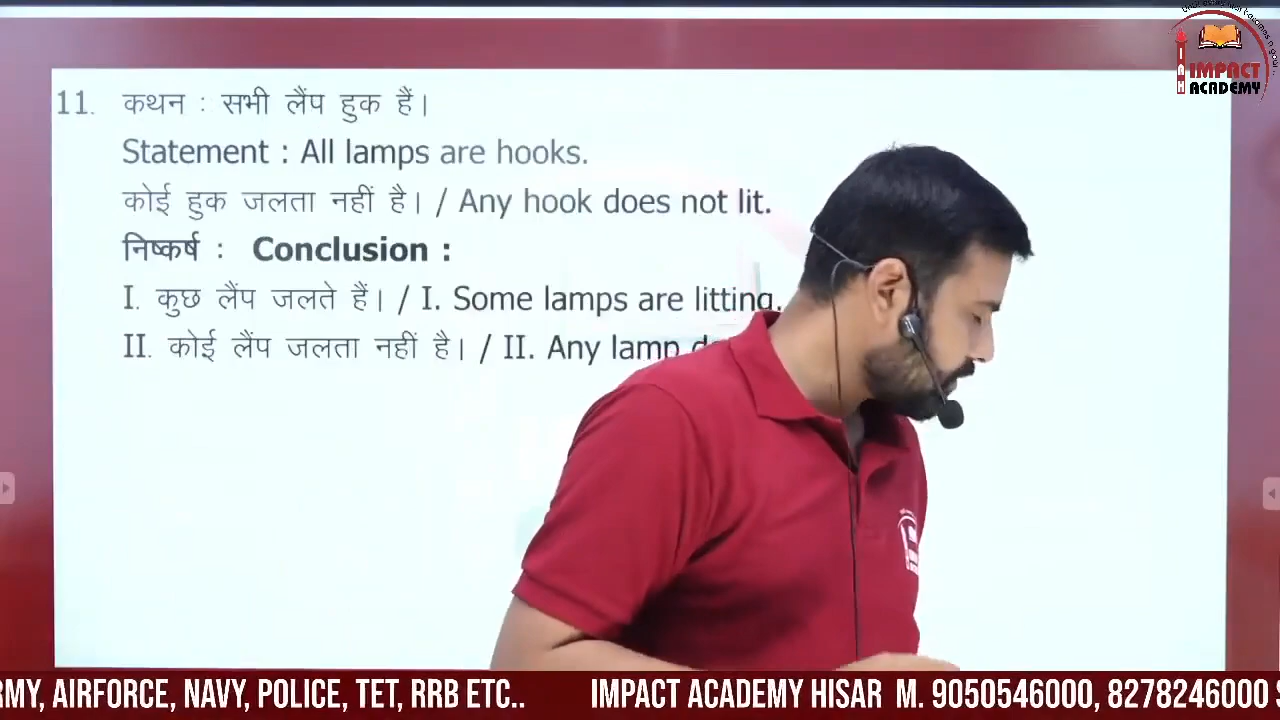 11. कथन : सभी लैंप हुक हैं।
Statement : All lamps are hooks.
कोई हुक जलता नहीं है। / Any hook does not lit.
निष्कर्ष : Conclusion :
I. कुछ लैंप जलते हैं। / I. Some lamps are litting.
II. कोई लैंप जलता नहीं है। / II. Any lamp
IMPACT
ACADEMY
RMY, AIRFORCE, NAVY, POLICE, TET, RRB ETC.. IMPACT ACADEMY HISAR M. 9050546000, 8278246000